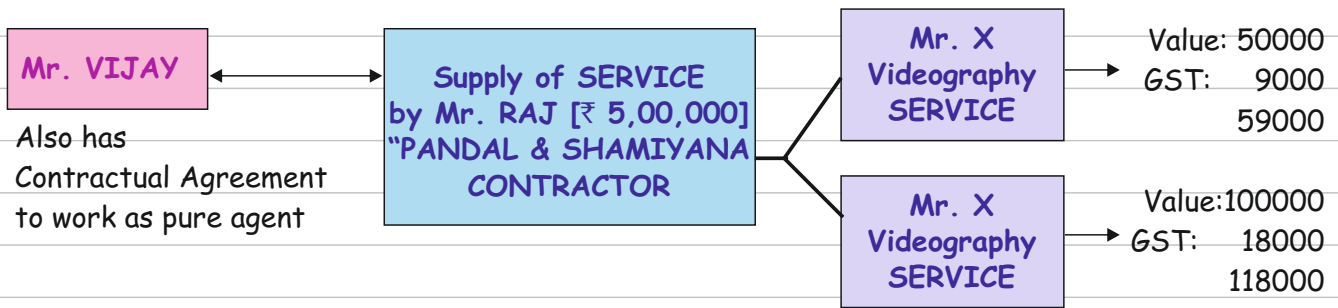 Mr. VIJAY
Also has
Contractual Agreement
to work as pure agent
Supply of SERVICE
by Mr. RAJ [₹ 5,00,000]
“PANDAL & SHAMIYANA
CONTRACTOR
Mr. X
Videography
SERVICE
Value: 50000
GST: 9000
59000
Mr. X
Videography
SERVICE
Value:100000
GST: 18000
118000